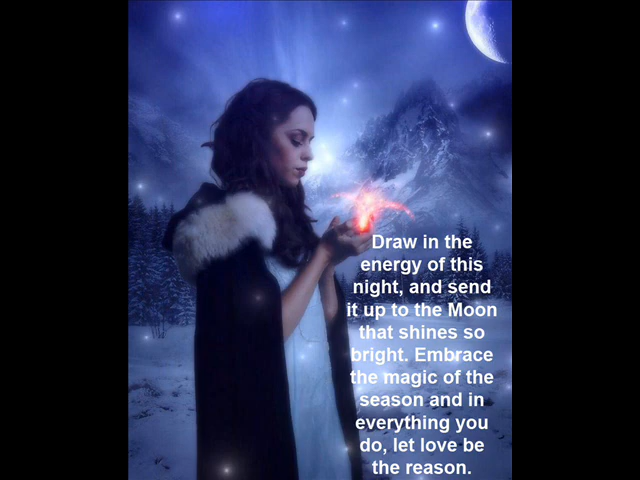 Draw in the
energy of this
night, and send
it up to the Moon
that shines so
bright. Embrace
the magic of the
season and in
everything you
do, let love be
the reason.